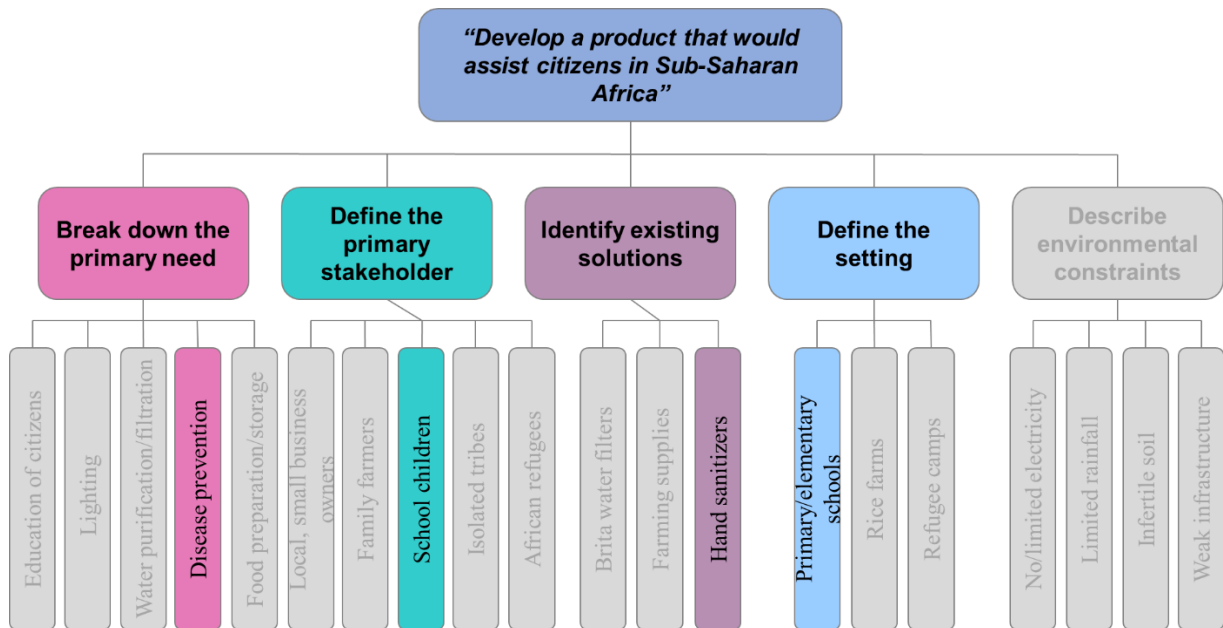 “Develop a product that would
assist citizens in Sub-Saharan
Africa”
Break down the
primary need
Define the
primary
stakeholder
Identify existing
solutions
Define the
setting
Describe
environmental
constraints
Education of citizens
Lighting
Water purification/filtration
Disease prevention
Food preparation/storage
Local, small business
owners
Family farmers
School children
Isolated tribes
African refugees
Brita water filters
Farming supplies
Hand sanitizers
Primary/elementary
schools
Rice farms
Refugee camps
No/limited electricity
Limited rainfall
Infertile soil
Weak infrastructure